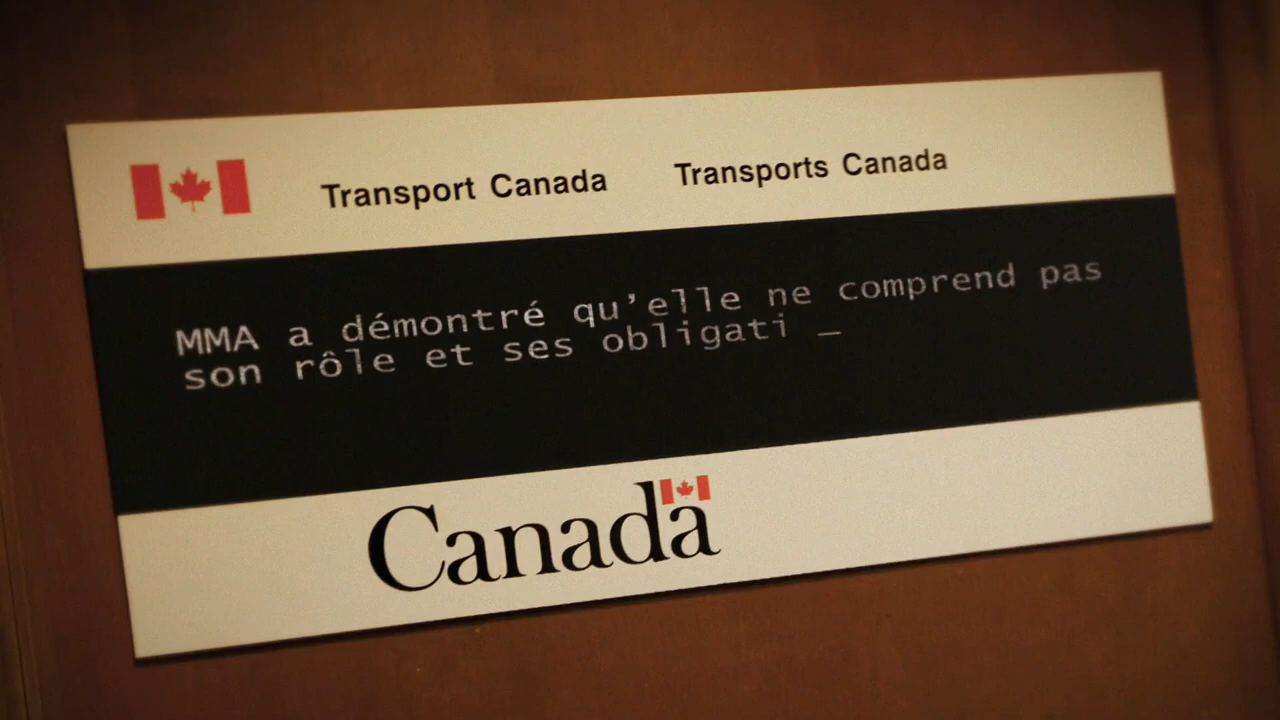 Transport Canada Transports Canada
MMA a démontré qu’elle ne comprend pas
son rôle et ses obligati _
Canada